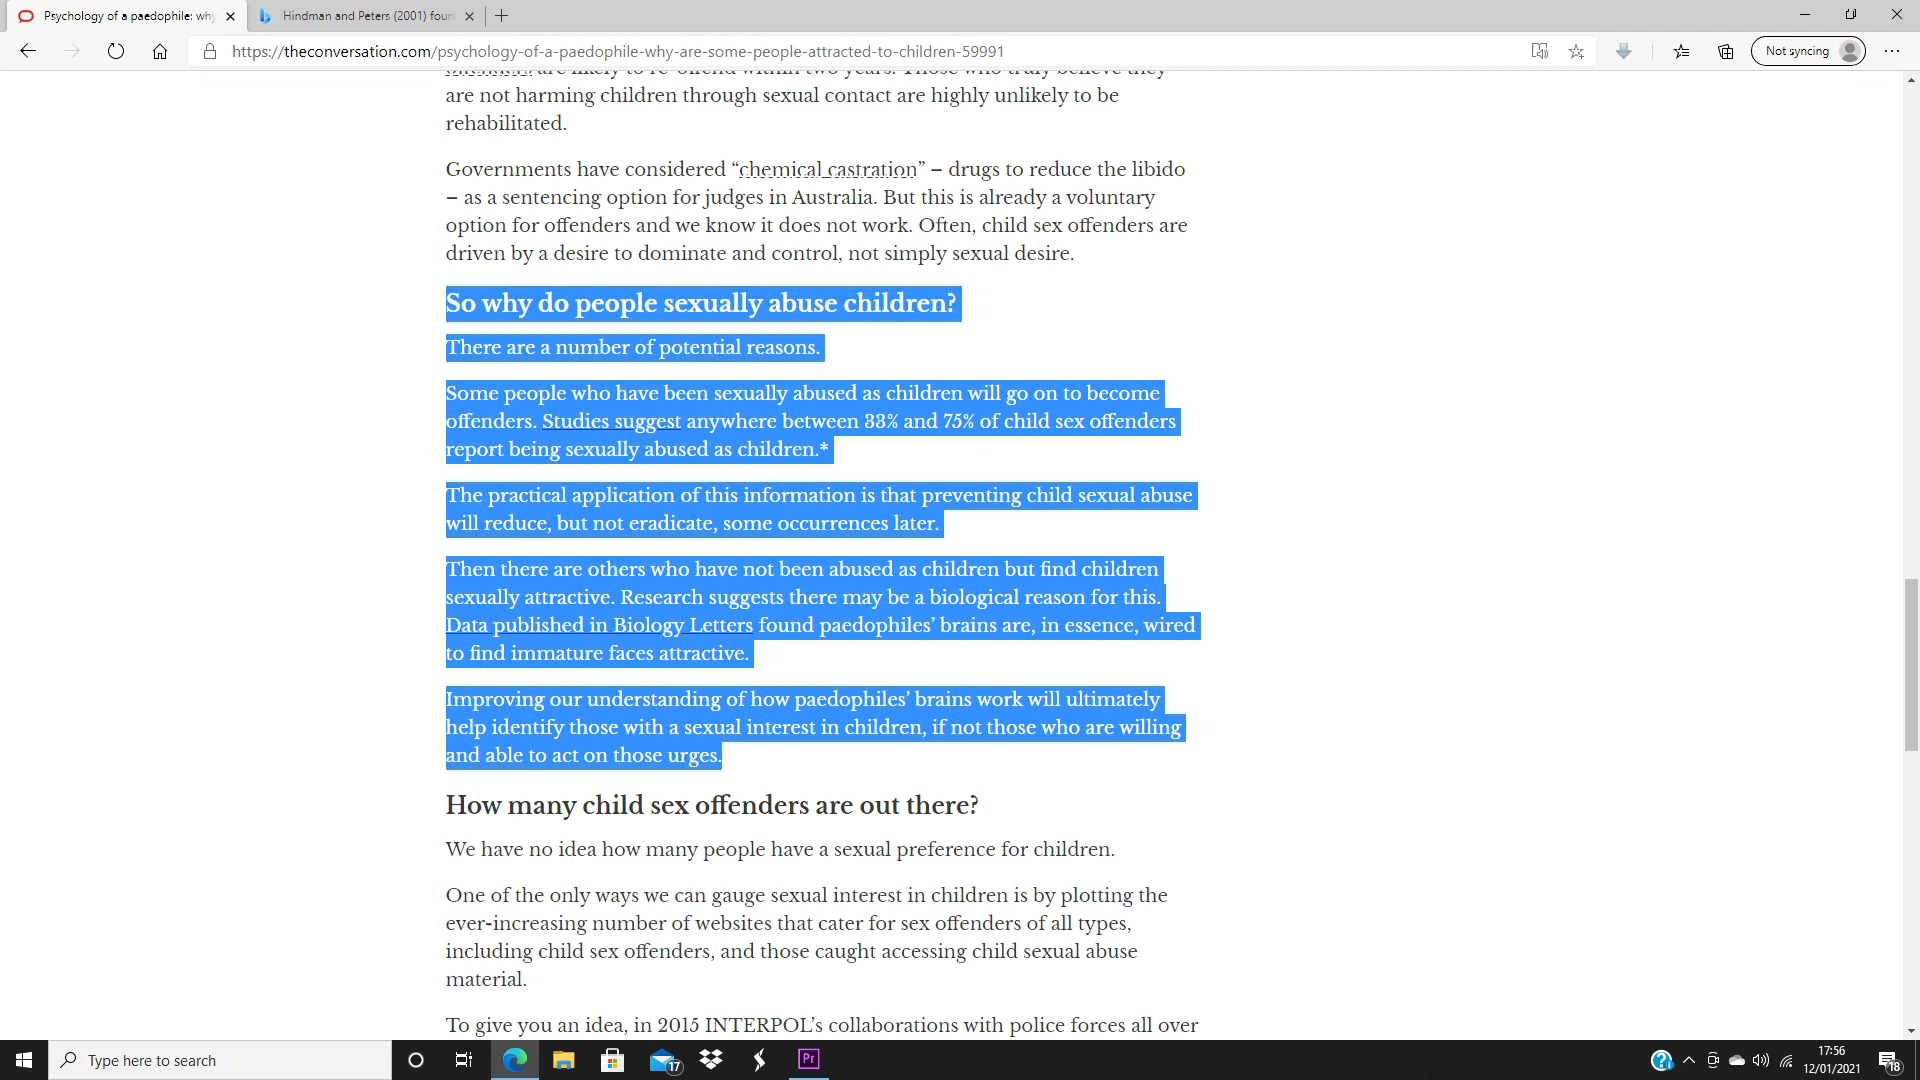 Psychology of a paedophile: why
Hindman and Peters (2001) foun
https://theconversation.com/psychology-of-a-paedophile-why-are-some-people-attracted-to-children-59991
Not syncing
are likely to re-offend within two years. Those who truly believe they
are not harming children through sexual contact are highly unlikely to be
rehabilitated.
Governments have considered “chemical castration” – drugs to reduce the libido
– as a sentencing option for judges in Australia. But this is already a voluntary
option for offenders and we know it does not work. Often, child sex offenders are
driven by a desire to dominate and control, not simply sexual desire.
So why do people sexually abuse children?
There are a number of potential reasons.
Some people who have been sexually abused as children will go on to become
offenders. Studies suggest anywhere between 33% and 75% of child sex offenders
report being sexually abused as children.*
The practical application of this information is that preventing child sexual abuse
will reduce, but not eradicate, some occurrences later.
Then there are others who have not been abused as children but find children
sexually attractive. Research suggests there may be a biological reason for this.
Data published in Biology Letters found paedophiles’ brains are, in essence, wired
to find immature faces attractive.
Improving our understanding of how paedophiles’ brains work will ultimately
help identify those with a sexual interest in children, if not those who are willing
and able to act on those urges.
How many child sex offenders are out there?
We have no idea how many people have a sexual preference for children.
One of the only ways we can gauge sexual interest in children is by plotting the
ever-increasing number of websites that cater for sex offenders of all types,
including child sex offenders, and those caught accessing child sexual abuse
material.
To give you an idea, in 2015 INTERPOL’s collaborations with police forces all over
Type here to search
17
Pr
17:56
12/01/2021
18